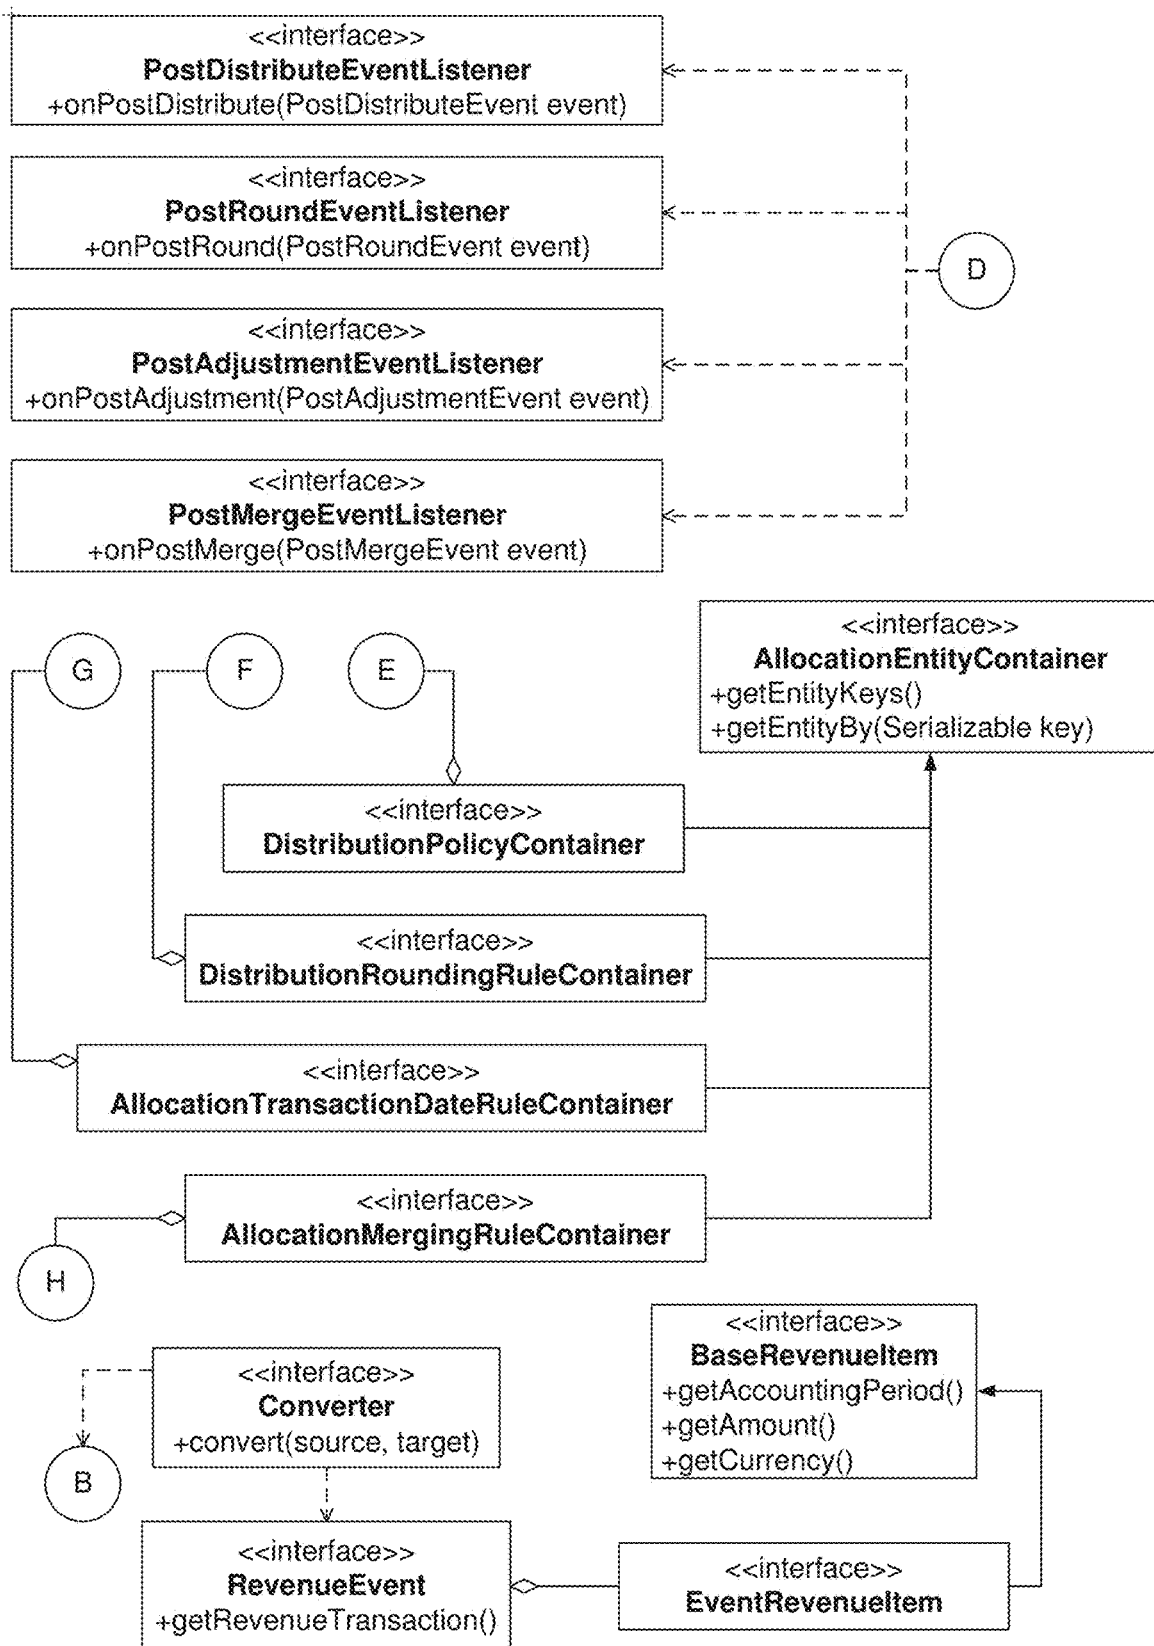 <<interface>>
PostDistributeEventListener
+onPostDistribute(PostDistributeEvent event)
<<interface>>
PostRoundEventListener
+onPostRound(PostRoundEvent event)
D
<<interface>>
PostAdjustmentEventListener
+onPostAdjustment(PostAdjustmentEvent event)
<<interface>>
PostMergeEventListener
+onPostMerge(PostMergeEvent event)
<<interface>>
AllocationEntityContainer
+getEntityKeys()
+getEntityBy(Serializable key)
G
F
E
<<interface>>
DistributionPolicyContainer
<<interface>>
DistributionRoundingRuleContainer
<<interface>>
AllocationTransactionDateRuleContainer
<<interface>>
AllocationMergingRuleContainer
H
<<interface>>
BaseRevenueItem
+getAccountingPeriod()
+getAmount()
+getCurrency()
<<interface>>
Converter
+convert(source, target)
B
<<interface>>
RevenueEvent
+getRevenueTransaction()
<<interface>>
EventRevenueItem